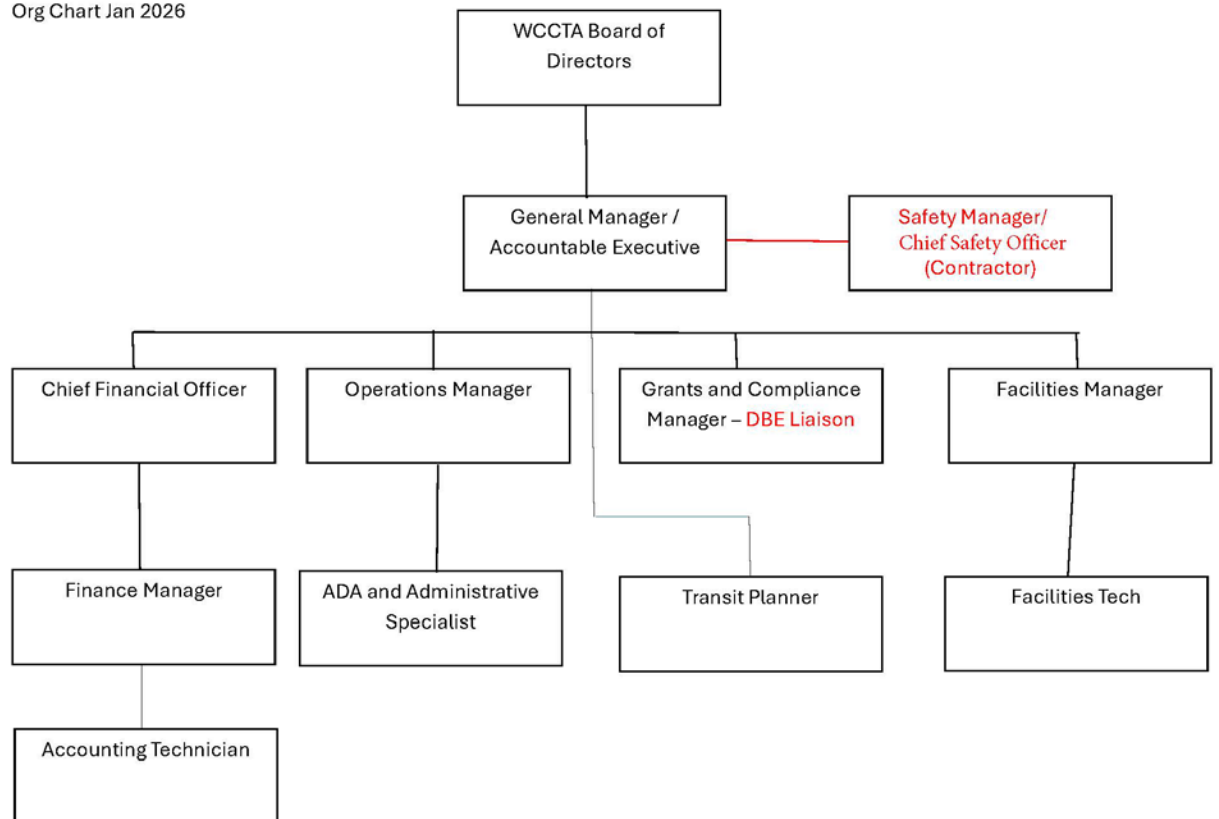 Org Chart Jan 2026
WCCTA Board of
Directors
General Manager /
Accountable Executive
Safety Manager/
Chief Safety Officer
(Contractor)
Chief Financial Officer
Operations Manager
Grants and Compliance
Manager – DBE Liaison
Facilities Manager
Finance Manager
ADA and Administrative
Specialist
Transit Planner
Facilities Tech
Accounting Technician